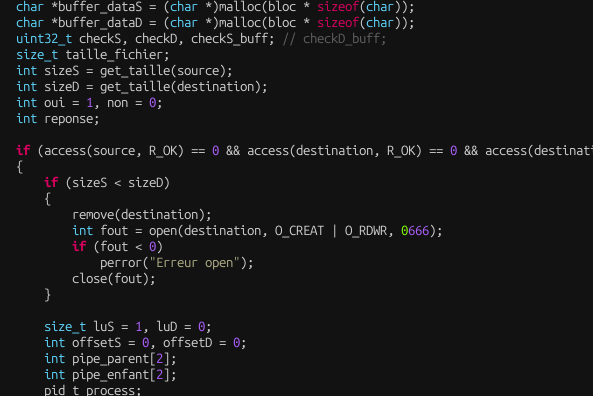 char *buffer_dataS = (char *)malloc(bloc * sizeof(char));
char *buffer_dataD = (char *)malloc(bloc * sizeof(char));
uint32_t checkS, checkD, checkS_buff; // checkD_buff;
size_t taille_fichier;
int sizeS = get_taille(source);
int sizeD = get_taille(destination);
int oui = 1, non = 0;
int reponse;
if (access(source, R_OK) == 0 && access(destination, R_OK) == 0 && access(destinati
{
if (sizeS < sizeD)
{
remove(destination);
int fout = open(destination, O_CREAT | O_RDWR, 0666);
if (fout < 0)
perror("Erreur open");
close(fout);
}
size_t luS = 1, luD = 0;
int offsetS = 0, offsetD = 0;
int pipe_parent[2];
int pipe_enfant[2];
pid_t process;